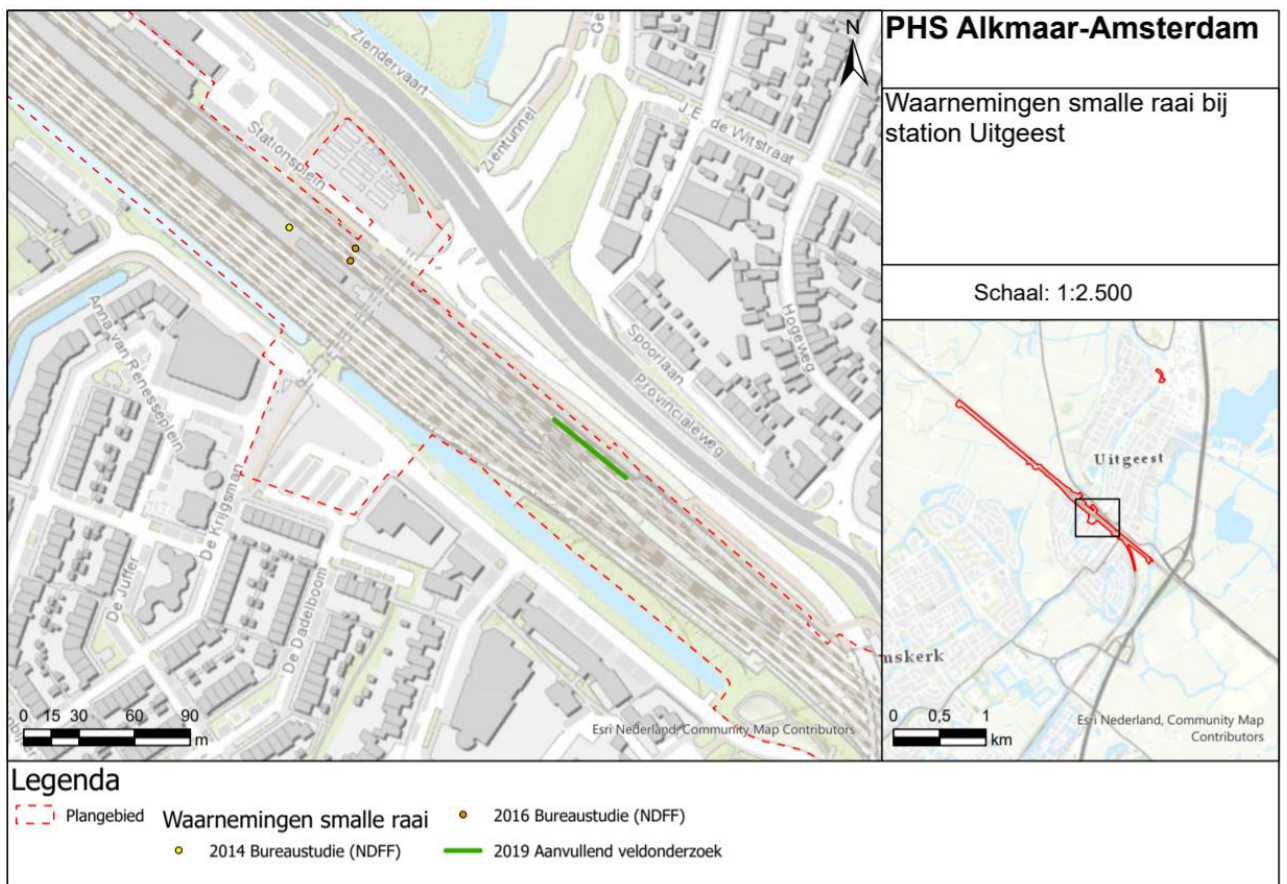 PHS Alkmaar-Amsterdam
Waarnemingen smalle raai bij
station Uitgeest
Schaal: 1:2.500
N
Ziendervaart
Stationsplein
Zientunnel
J.-E. de Witstraat
Hogeweg
Spoorlaan
Provincialeweg
Anna van Renesseplein
De Krijgsman
De Juffer
De Dadelboom
0 15 30 60 90
m
Esri Nederland, Community Map Contributors
Uitgeest
mskerk
0 0,5 1
km
Esri Nederland, Community Map
Contributors
Legenda
Plangebied
Waarnemingen smalle raai
2014 Bureaustudie (NDFF)
2016 Bureaustudie (NDFF)
2019 Aanvullend veldonderzoek